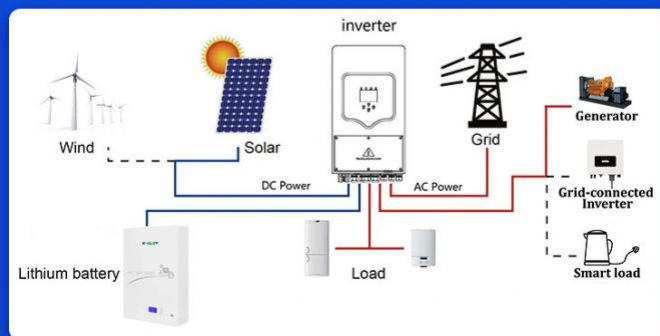 inverter
Wind
Solar
Grid
Generator
DC Power
AC Power
Grid-connected
Inverter
Lithium battery
Load
Smart load